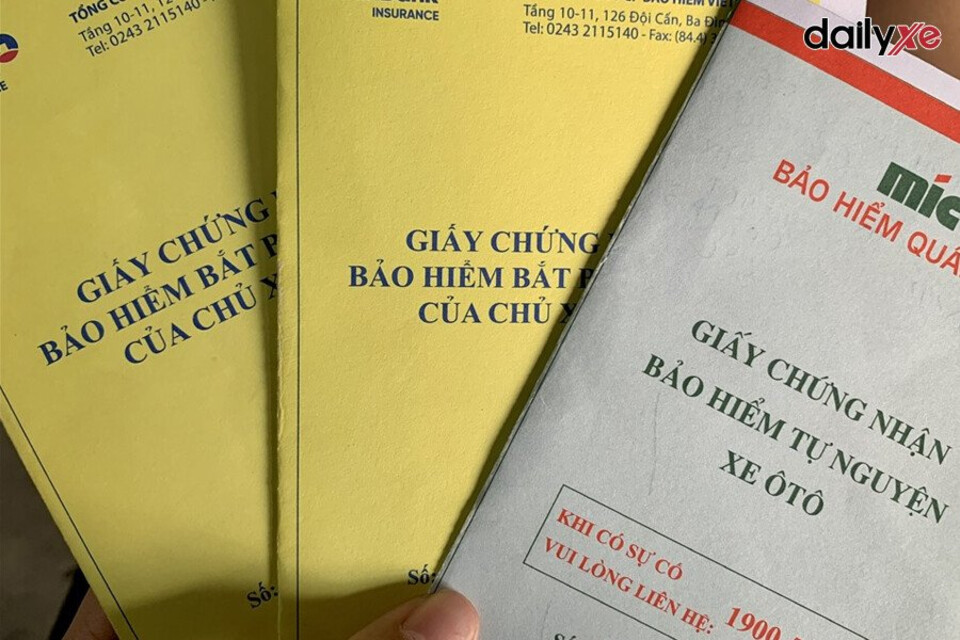 TỔNG
Tầng 10-11, 12
Tel: 0243 2115140 -
GIẤY CHỨNG
BẢO HIỂM BẮT
CỦA CHỦ
Số:
INSURANCE
BẢO HIỂM
Tầng 10-11, 126 Đội Cấn, Ba
Tel: 0243 2115140 - Fax: (84.4)
GIẤY CHỨNG
BẢO HIỂM BẮT
CỦA CHỦ
Số:
dailyxe
mic
BẢO HIỂM QUÂ
GIẤY CHỨNG NHẬN
BẢO HIỂM TỰ NGUYỆN
XE ÔTÔ
KHI CÓ SỰ CÓ
VUI LÒNG LIÊN HỆ: 1900